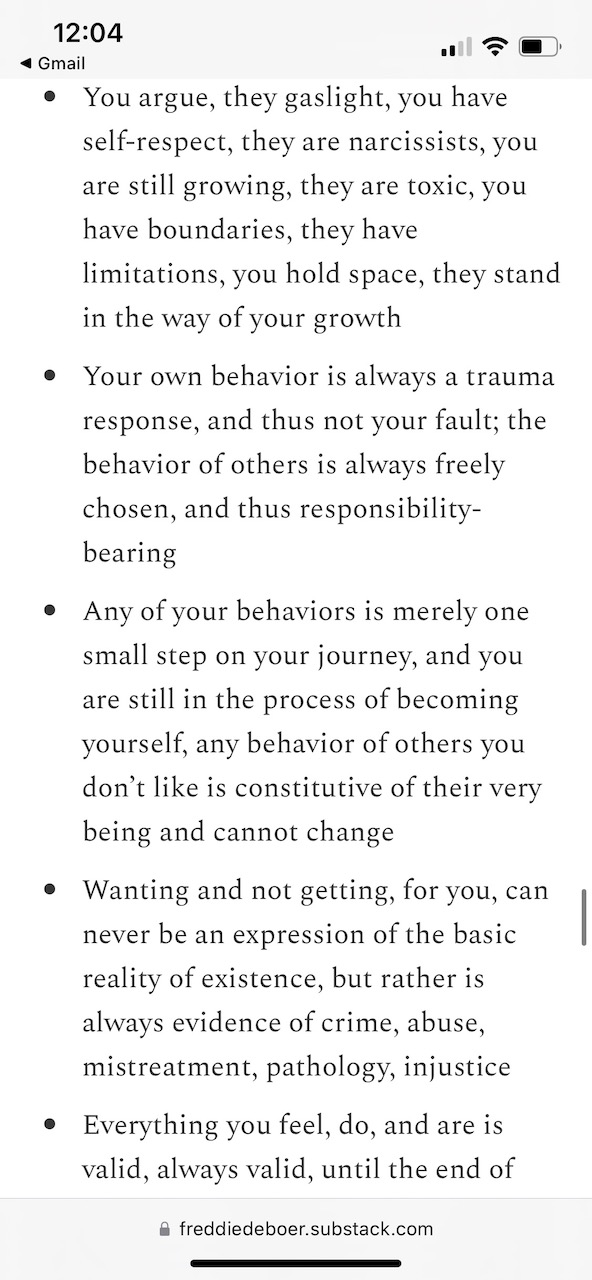 12:04
Gmail
You argue, they gaslight, you have
self-respect, they are narcissists, you
are still growing, they are toxic, you
have boundaries, they have
limitations, you hold space, they stand
in the way of your growth
Your own behavior is always a trauma
response, and thus not your fault; the
behavior of others is always freely
chosen, and thus responsibility-
bearing
Any of your behaviors is merely one
small step on your journey, and you
are still in the process of becoming
yourself, any behavior of others you
don’t like is constitutive of their very
being and cannot change
Wanting and not getting, for you, can
never be an expression of the basic
reality of existence, but rather is
always evidence of crime, abuse,
mistreatment, pathology, injustice
Everything you feel, do, and are is
valid, always valid, until the end of
freddiedeboer.substack.com